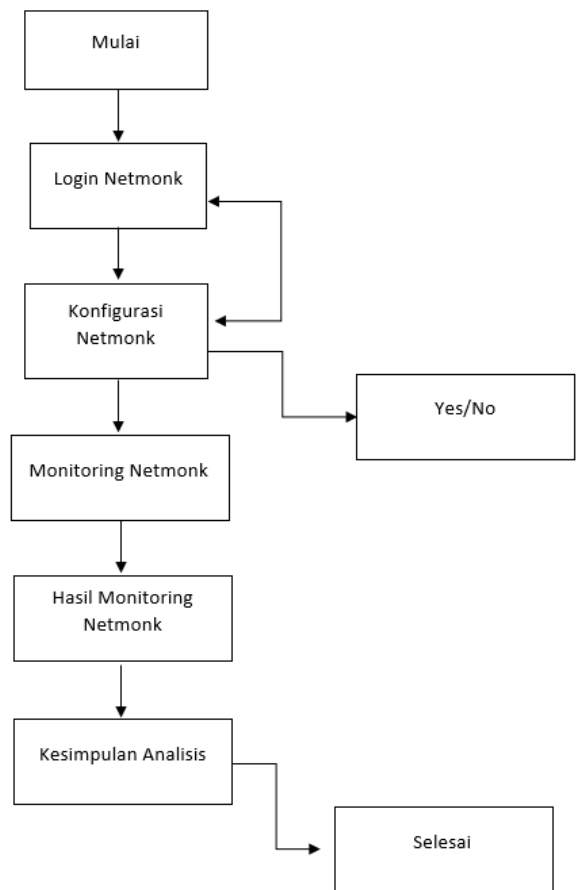 Mulai
Login Netmonk
Konfigurasi
Netmonk
Yes/No
Monitoring Netmonk
Hasil Monitoring
Netmonk
Kesimpulan Analisis
Selesai